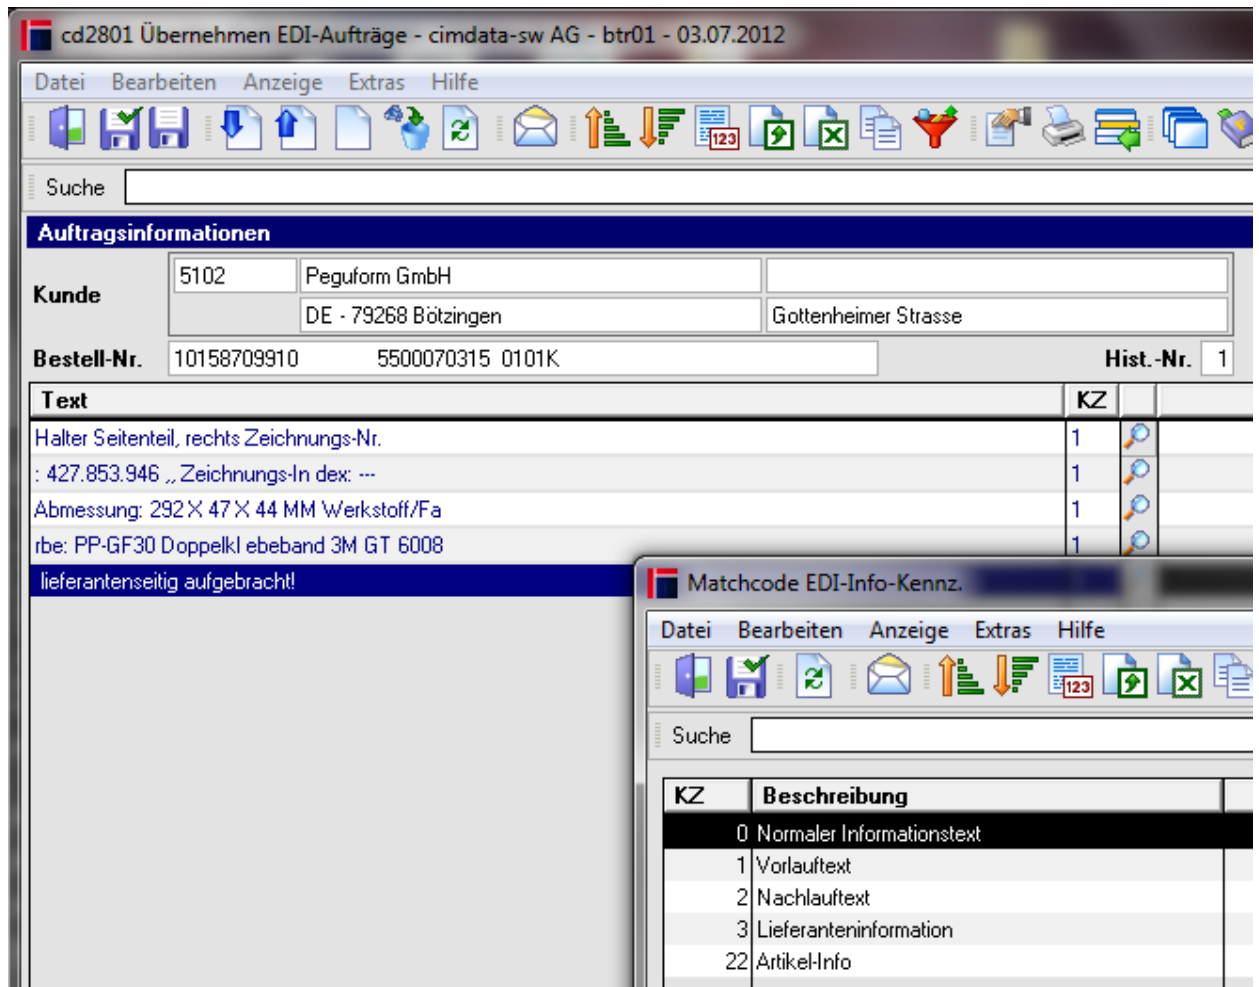 cd2801 Übernehmen EDI-Aufträge - cimdata-sw AG - btr01 - 03.07.2012
Datei Bearbeiten Anzeige Extras Hilfe
123
Suche
Auftragsinformationen
Kunde 5102 Peguform GmbH
DE - 79268 Bötzingen Gottenheimer Strasse
Bestell-Nr. 10158709910 5500070315 0101K Hist.-Nr. 1
Text KZ
Halter Seitenteil, rechts Zeichnungs-Nr. 1
: 427.853.946 ,, Zeichnungs-In dex: --- 1
Abmessung: 292 X 47 X 44 MM Werkstoff/Fa 1
rbe: PP-GF30 Doppelkl ebeband 3M GT 6008 1
lieferantenseitig aufgebracht!
Matchcode EDI-Info-Kennz.
Datei Bearbeiten Anzeige Extras Hilfe
123
Suche
KZ Beschreibung
0 Normaler Informationstext
1 Vorlauftext
2 Nachlauftext
3 Lieferanteninformation
22 Artikel-Info